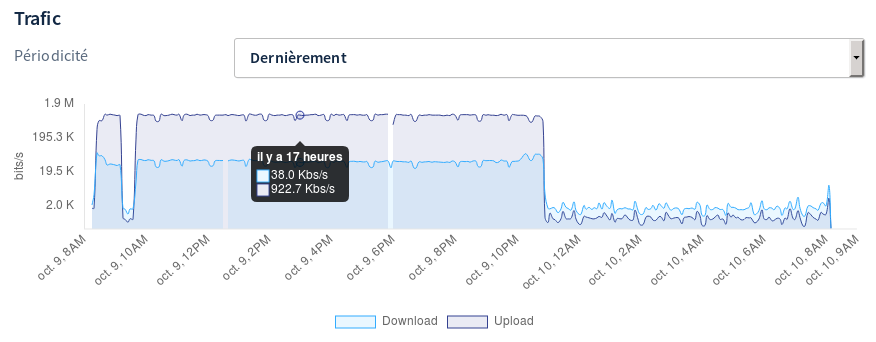 Trafic
Périodicité
Dernièrement
1.9 M
195.3 K
19.5 K
2.0 K
bits/s
il y a 17 heures
38.0 Kbs/s
922.7 Kbs/s
oct. 9, 8AM
oct. 9, 10AM
oct. 9, 12PM
oct. 9, 2PM
oct. 9, 4PM
oct. 9, 6PM
oct. 9, 8PM
oct. 9, 10PM
oct. 10, 12AM
oct. 10, 2AM
oct. 10, 4AM
oct. 10, 6AM
oct. 10, 8AM
oct. 10, 9AM
Download
Upload